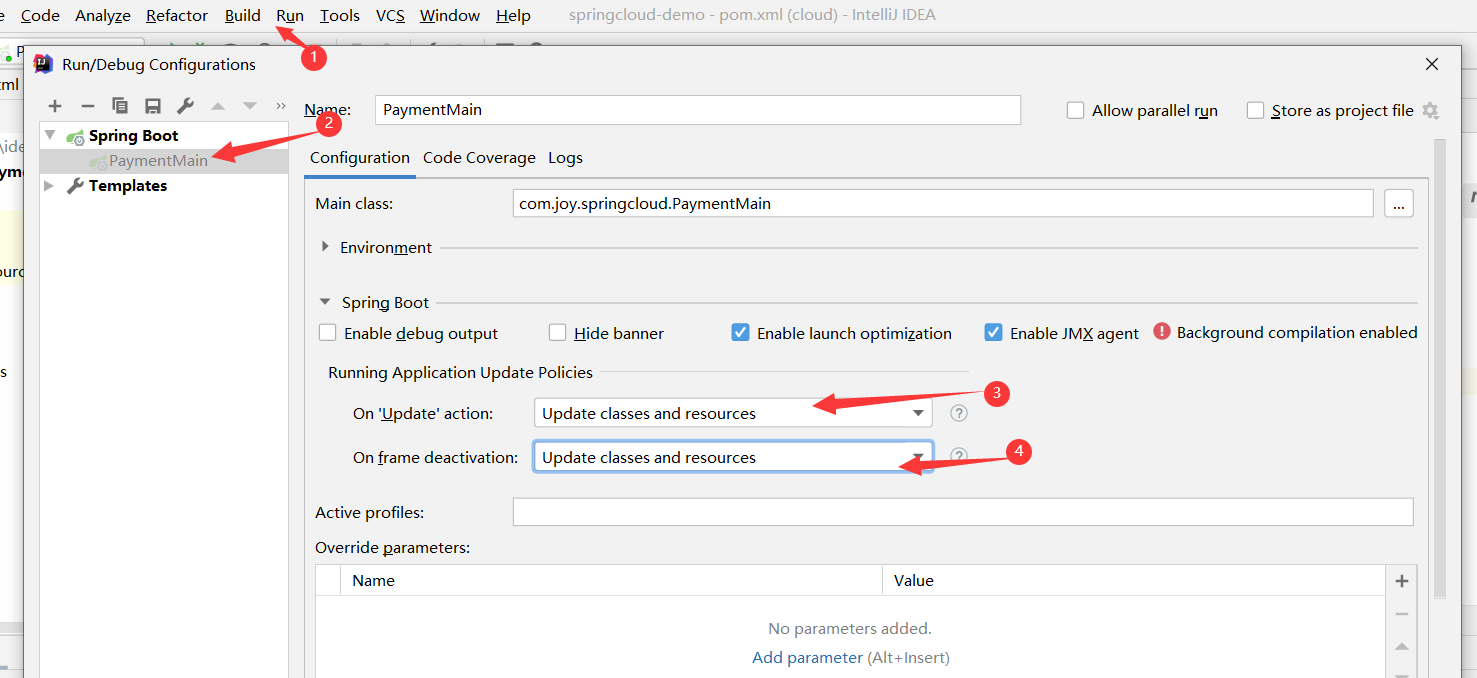 Code Analyze Refactor Build Run Tools VCS Window Help springcloud-demo - pom.xml (cloud) - IntelliJ IDEA
1
Run/Debug Configurations
ml
Name: PaymentMain Allow parallel run Store as project file
2
Spring Boot
PaymentMain
Templates
\ide
yme
ourc
s
Configuration Code Coverage Logs
Main class: com.joy.springcloud.PaymentMain ...
Environment
Spring Boot
Enable debug output Hide banner Enable launch optimization Enable JMX agent Background compilation enabled
Running Application Update Policies
On 'Update' action: Update classes and resources ? 3
On frame deactivation: Update classes and resources ? 4
Active profiles:
Override parameters:
Name Value
No parameters added.
Add parameter (Alt+Insert)